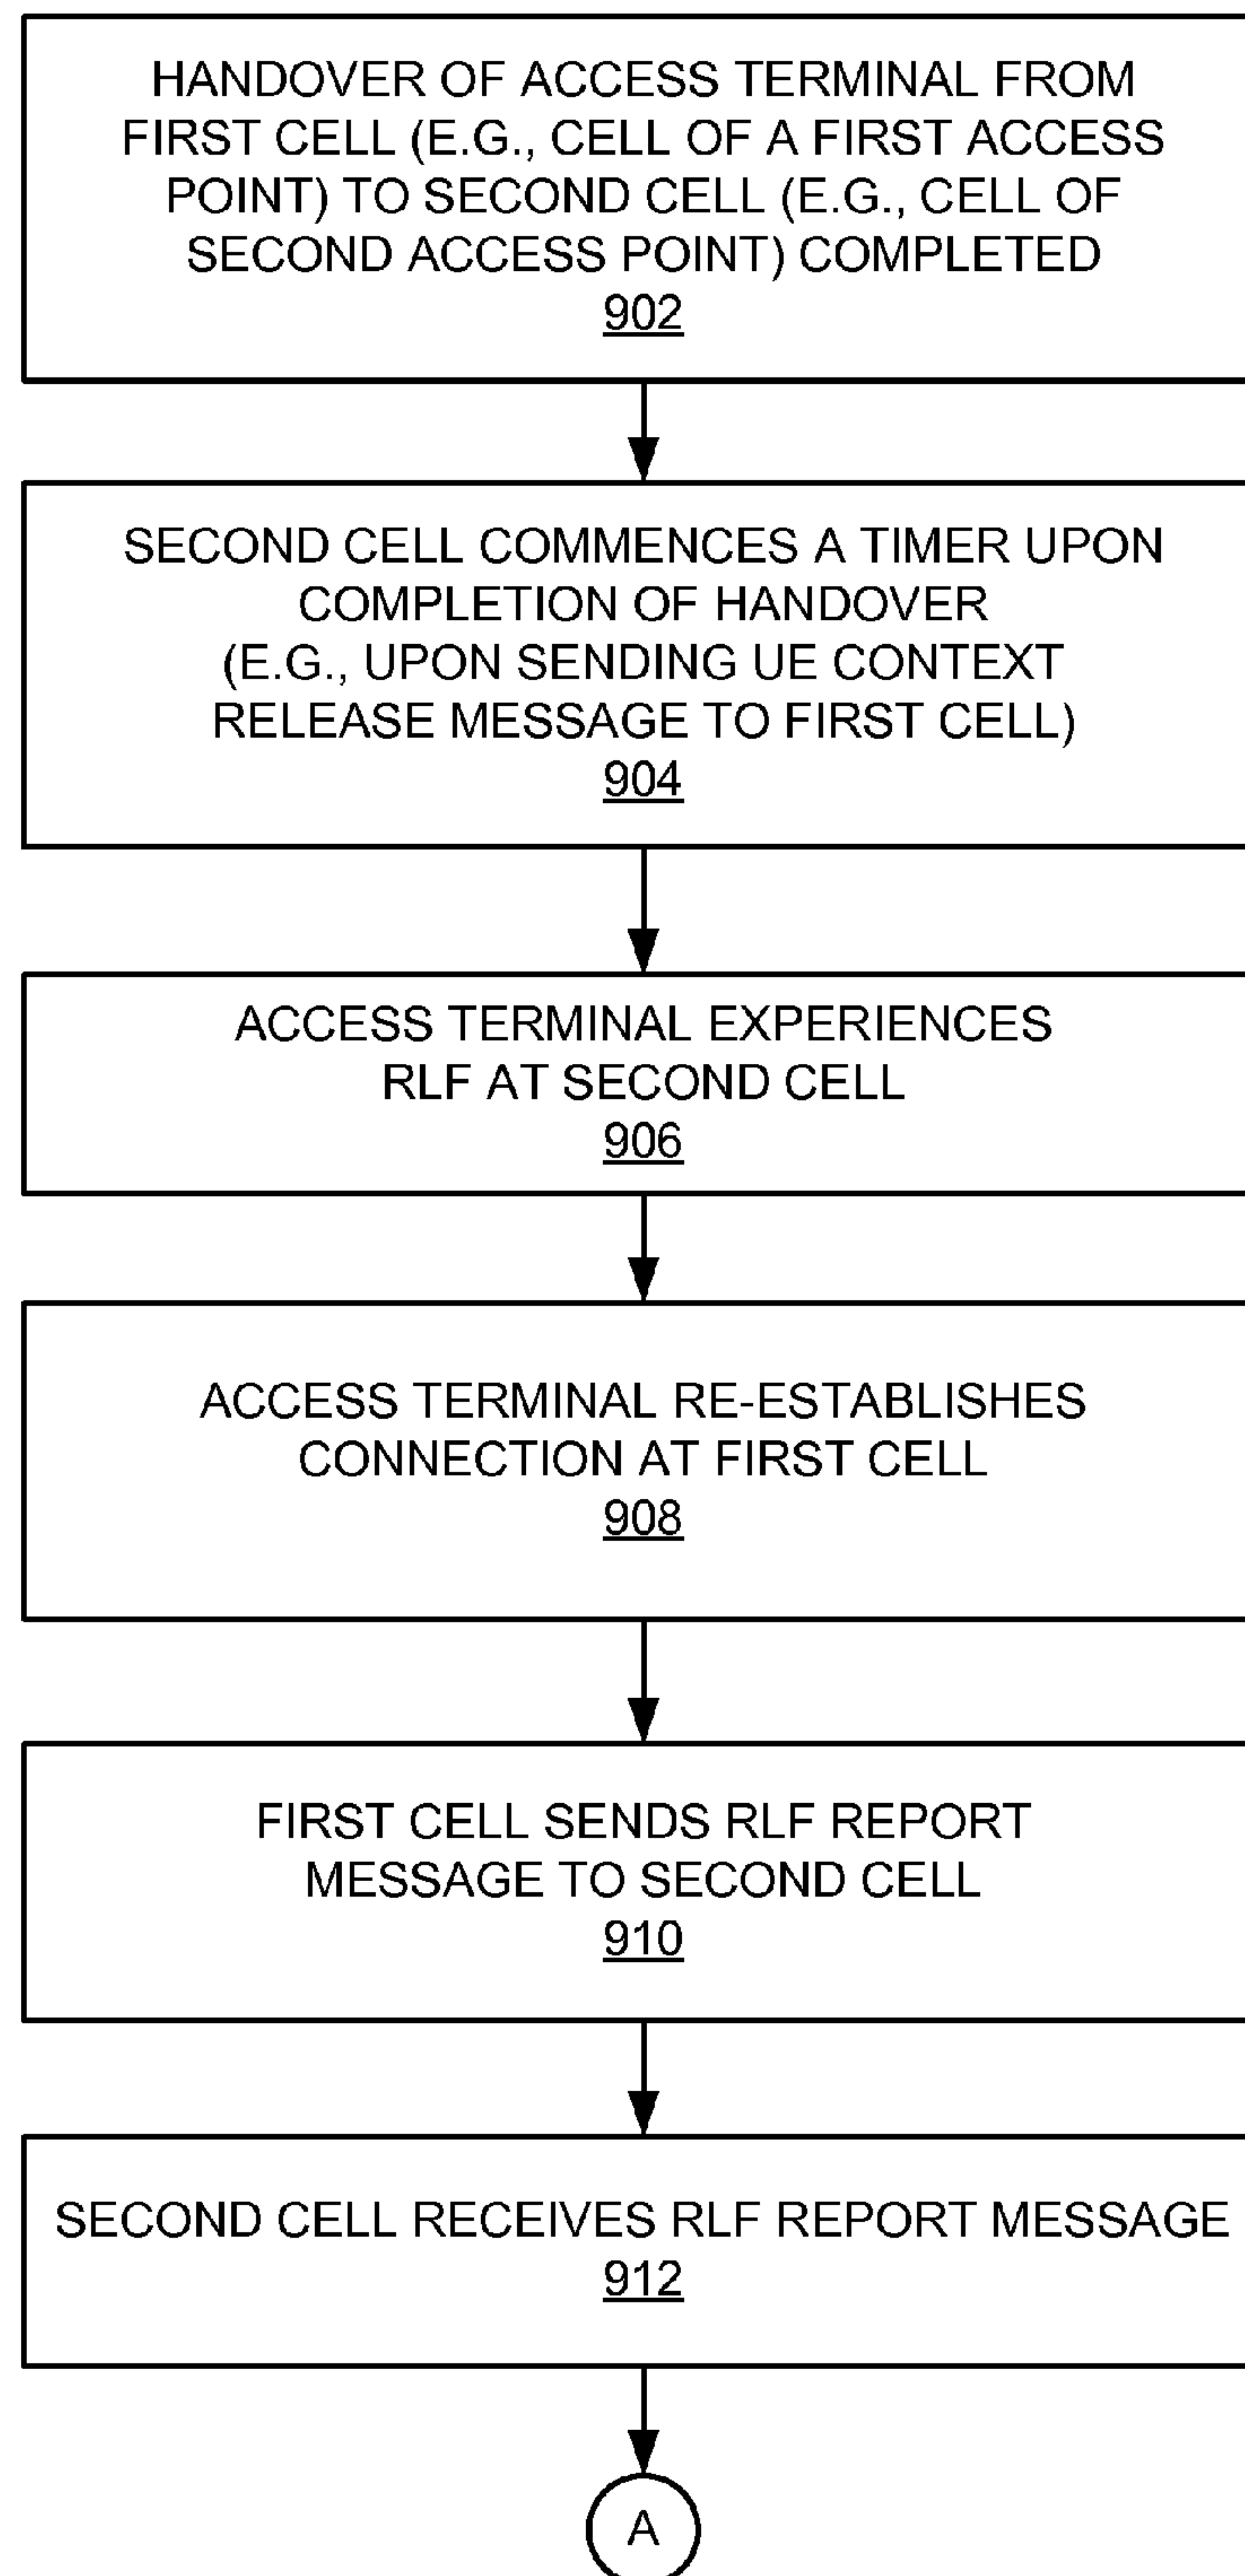 HANDOVER OF ACCESS TERMINAL FROM
FIRST CELL (E.G., CELL OF A FIRST ACCESS
POINT) TO SECOND CELL (E.G., CELL OF
SECOND ACCESS POINT) COMPLETED
902
SECOND CELL COMMENCES A TIMER UPON
COMPLETION OF HANDOVER
(E.G., UPON SENDING UE CONTEXT
RELEASE MESSAGE TO FIRST CELL)
904
ACCESS TERMINAL EXPERIENCES
RLF AT SECOND CELL
906
ACCESS TERMINAL RE-ESTABLISHES
CONNECTION AT FIRST CELL
908
FIRST CELL SENDS RLF REPORT
MESSAGE TO SECOND CELL
910
SECOND CELL RECEIVES RLF REPORT MESSAGE
912
A